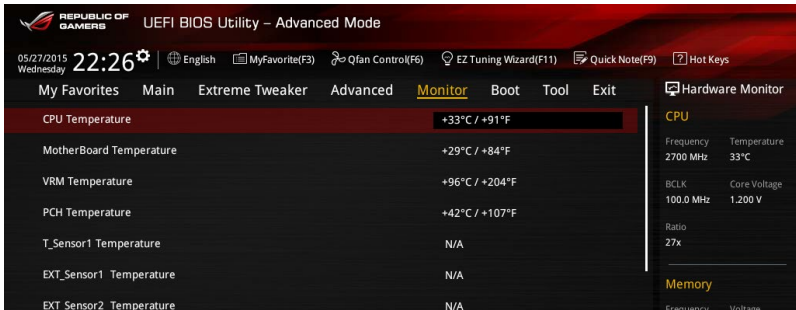 REPUBLIC OF
GAMERS
UEFI BIOS Utility – Advanced Mode
05/27/2015
Wednesday
22:26
English
MyFavorite(F3)
Qfan Control(F6)
EZ Tuning Wizard(F11)
Quick Note(F9)
? Hot Keys
My Favorites Main Extreme Tweaker Advanced Monitor Boot Tool Exit
Hardware Monitor
CPU Temperature +33°C / +91°F
MotherBoard Temperature +29°C / +84°F
VRM Temperature +96°C / +204°F
PCH Temperature +42°C / +107°F
T_Sensor1 Temperature N/A
EXT_Sensor1 Temperature N/A
EXT_Sensor2 Temperature N/A
CPU
Frequency Temperature
2700 MHz 33°C
BCLK Core Voltage
100.0 MHz 1.200 V
Ratio
27x
Memory
Frequency Voltage